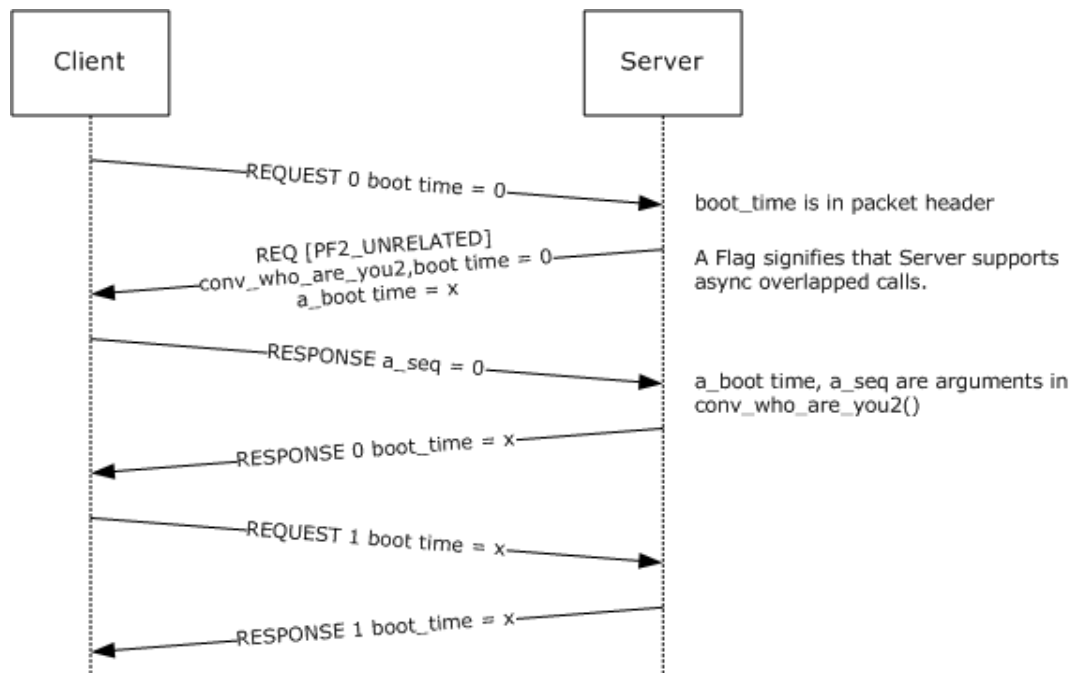 Client
Server
REQUEST 0 boot time = 0
boot_time is in packet header
REQ [PF2_UNRELATED]
conv_who_are_you2,boot time = 0
a_boot time = x
A Flag signifies that Server supports
async overlapped calls.
RESPONSE a_seq = 0
a_boot time, a_seq are arguments in
conv_who_are_you2()
RESPONSE 0 boot_time = x
REQUEST 1 boot time = x
RESPONSE 1 boot_time = x